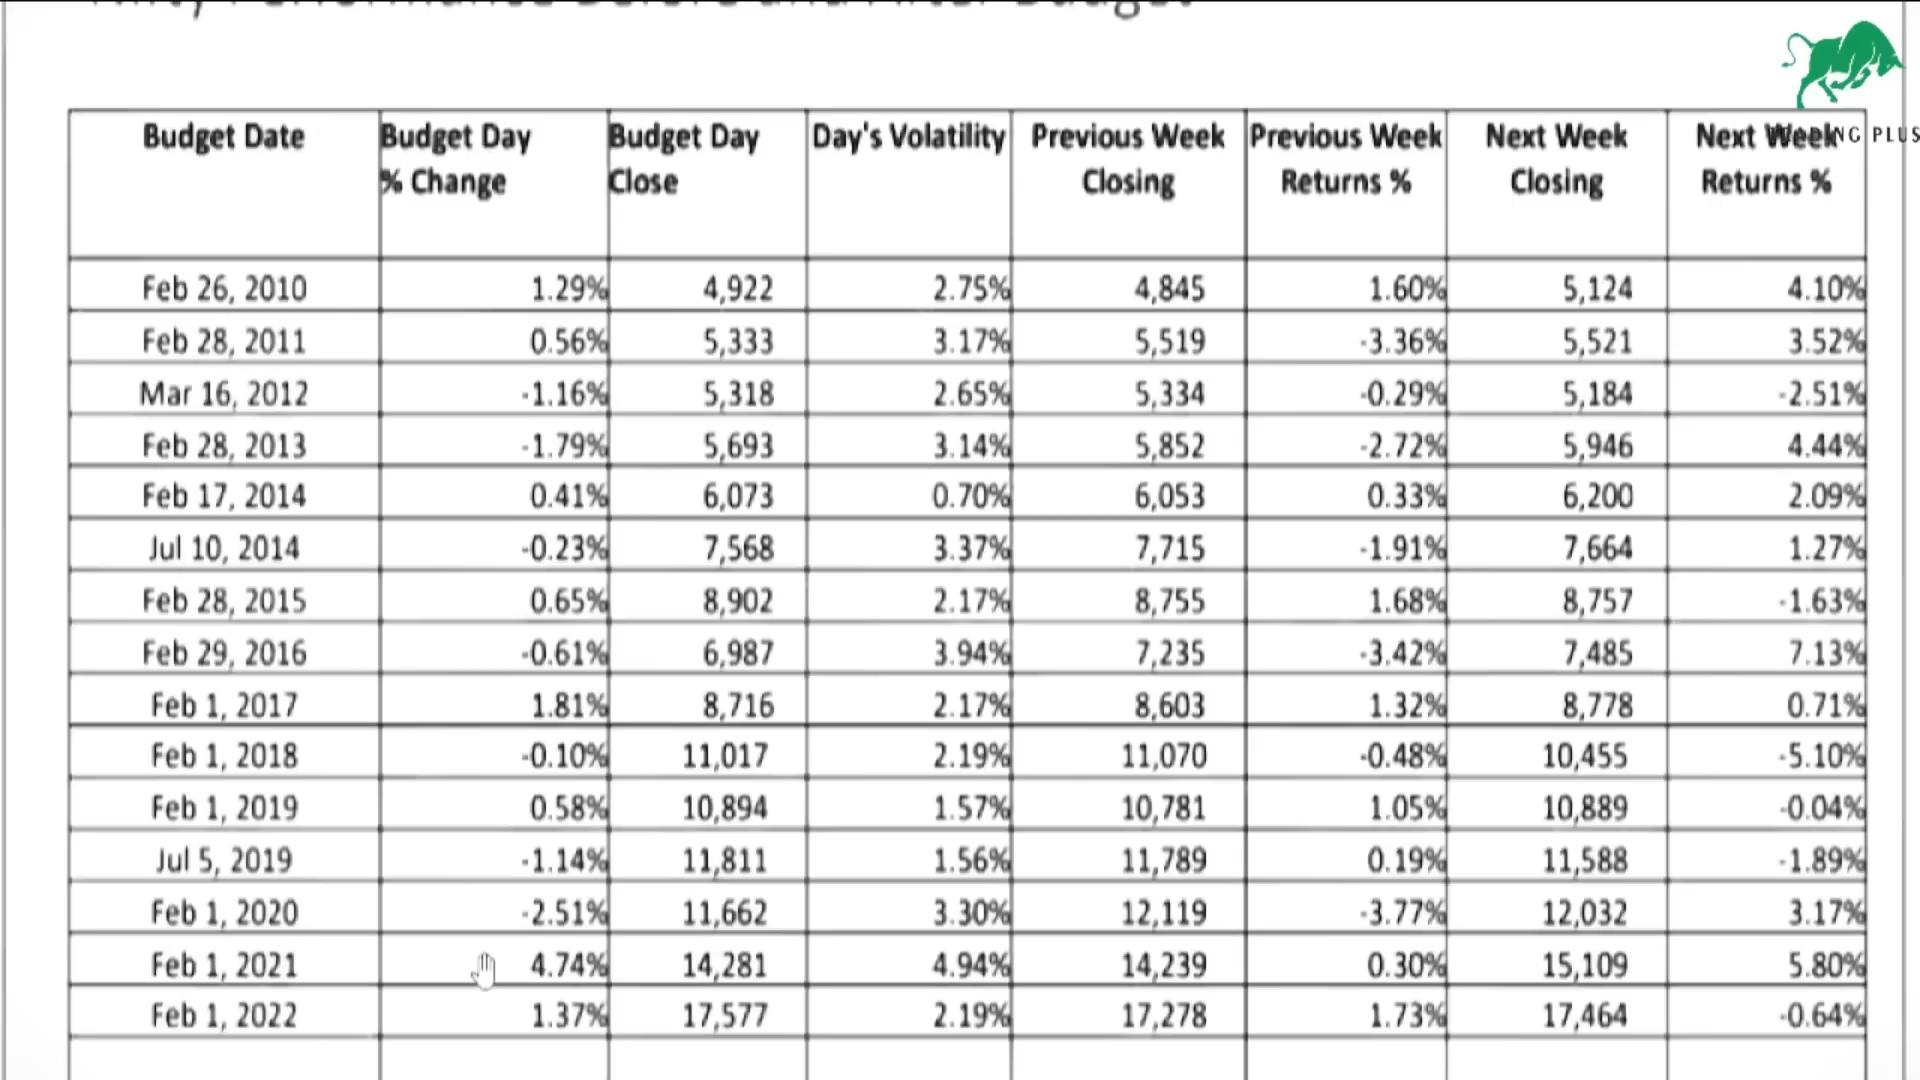 Nifty Performance Before and After Budget
Budget Date Budget Day % Change Budget Day Close Day's Volatility Previous Week Closing Previous Week Returns % Next Week Closing Next Week Returns %
NG PLUS
Feb 26, 2010 1.29% 4,922 2.75% 4,845 1.60% 5,124 4.10%
Feb 28, 2011 0.56% 5,333 3.17% 5,519 -3.36% 5,521 3.52%
Mar 16, 2012 -1.16% 5,318 2.65% 5,334 -0.29% 5,184 -2.51%
Feb 28, 2013 -1.79% 5,693 3.14% 5,852 -2.72% 5,946 4.44%
Feb 17, 2014 0.41% 6,073 0.70% 6,053 0.33% 6,200 2.09%
Jul 10, 2014 -0.23% 7,568 3.37% 7,715 -1.91% 7,664 1.27%
Feb 28, 2015 0.65% 8,902 2.17% 8,755 1.68% 8,757 -1.63%
Feb 29, 2016 -0.61% 6,987 3.94% 7,235 -3.42% 7,485 7.13%
Feb 1, 2017 1.81% 8,716 2.17% 8,603 1.32% 8,778 0.71%
Feb 1, 2018 -0.10% 11,017 2.19% 11,070 -0.48% 10,455 -5.10%
Feb 1, 2019 0.58% 10,894 1.57% 10,781 1.05% 10,889 -0.04%
Jul 5, 2019 -1.14% 11,811 1.56% 11,789 0.19% 11,588 -1.89%
Feb 1, 2020 -2.51% 11,662 3.30% 12,119 -3.77% 12,032 3.17%
Feb 1, 2021 4.74% 14,281 4.94% 14,239 0.30% 15,109 5.80%
Feb 1, 2022 1.37% 17,577 2.19% 17,278 1.73% 17,464 -0.64%